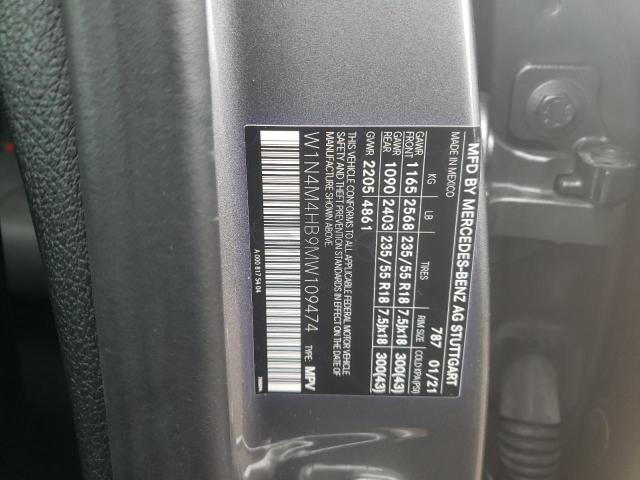 MFD BY MERCEDES-BENZ AG STUTTGART
MADE IN MEXICO 787 01/21
KG LB TIRES RIM SIZE COLD KPA/(PSI)
GAWR FRONT 1165 2568 235/55 R18 7.5Jx18 300(43)
GAWR REAR 1090 2403 235/55 R18 7.5Jx18 300(43)
GVWR 2205 4861
THIS VEHICLE CONFORMS TO ALL APPLICABLE FEDERAL MOTOR VEHICLE
SAFETY AND THEFT PREVENTION STANDARDS IN EFFECT ON THE DATE OF
MANUFACTURE SHOWN ABOVE.
W1N4M4HB9MW109474 TYPE: MPV
A 000 817 54 04